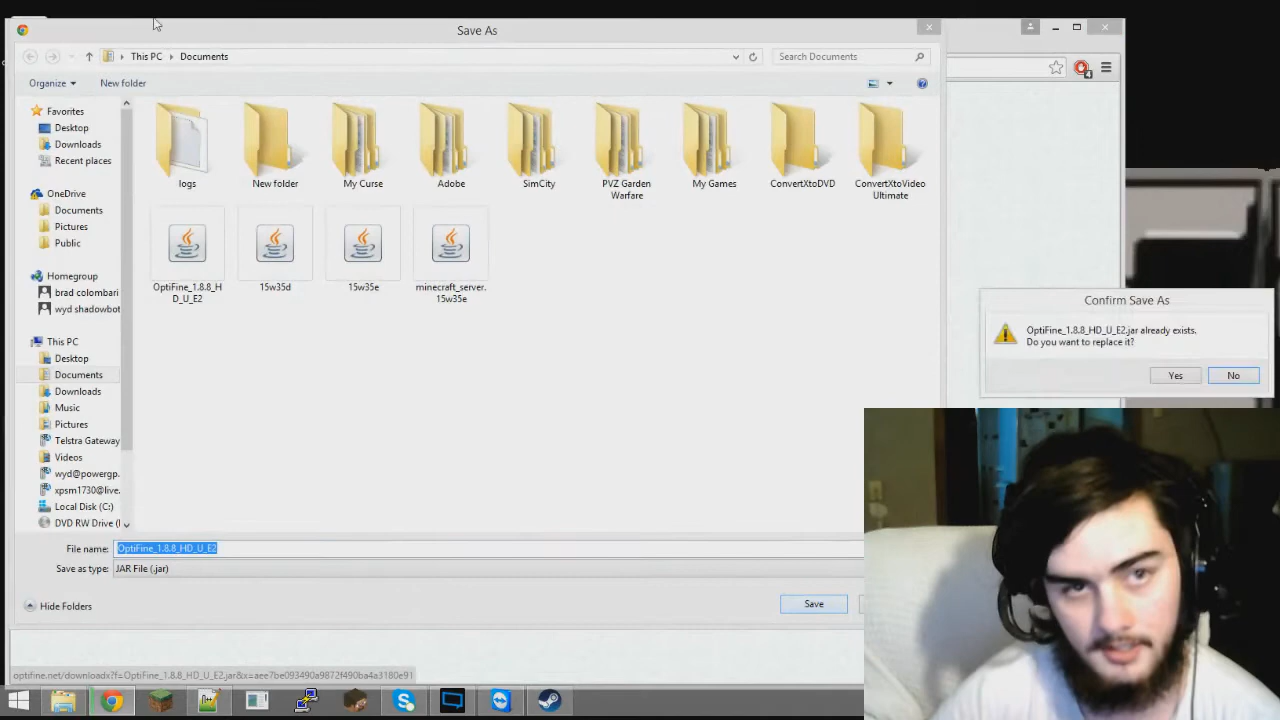 Save As
This PC
Documents
Search Documents
Organize
New folder
Favorites
Desktop
Downloads
Recent places
OneDrive
Documents
Pictures
Public
Homegroup
brad colombari
wyd shadowbot
This PC
Desktop
Documents
Downloads
Music
Pictures
Telstra Gateway
Videos
wyd@powergp.
xpsm1730@live.
Local Disk (C:)
DVD RW Drive (
logs
New folder
My Curse
Adobe
SimCity
PVZ Garden
Warfare
My Games
ConvertXtoDVD
ConvertXtoVideo
Ultimate
OptiFine_1.8.8_H
D_U_E2
15w35d
15w35e
minecraft_server.
15w35e
File name:
OptiFine_1.8.8_HD_U_E2
Save as type:
JAR File (.jar)
Hide Folders
Save
Confirm Save As
OptiFine_1.8.8_HD_U_E2.jar already exists.
Do you want to replace it?
Yes
No
4
optifine.net/downloadx?f=OptiFine_1.8.8_HD_U_E2.jar&x=aee7be093490a9872f490ba4a3180e91